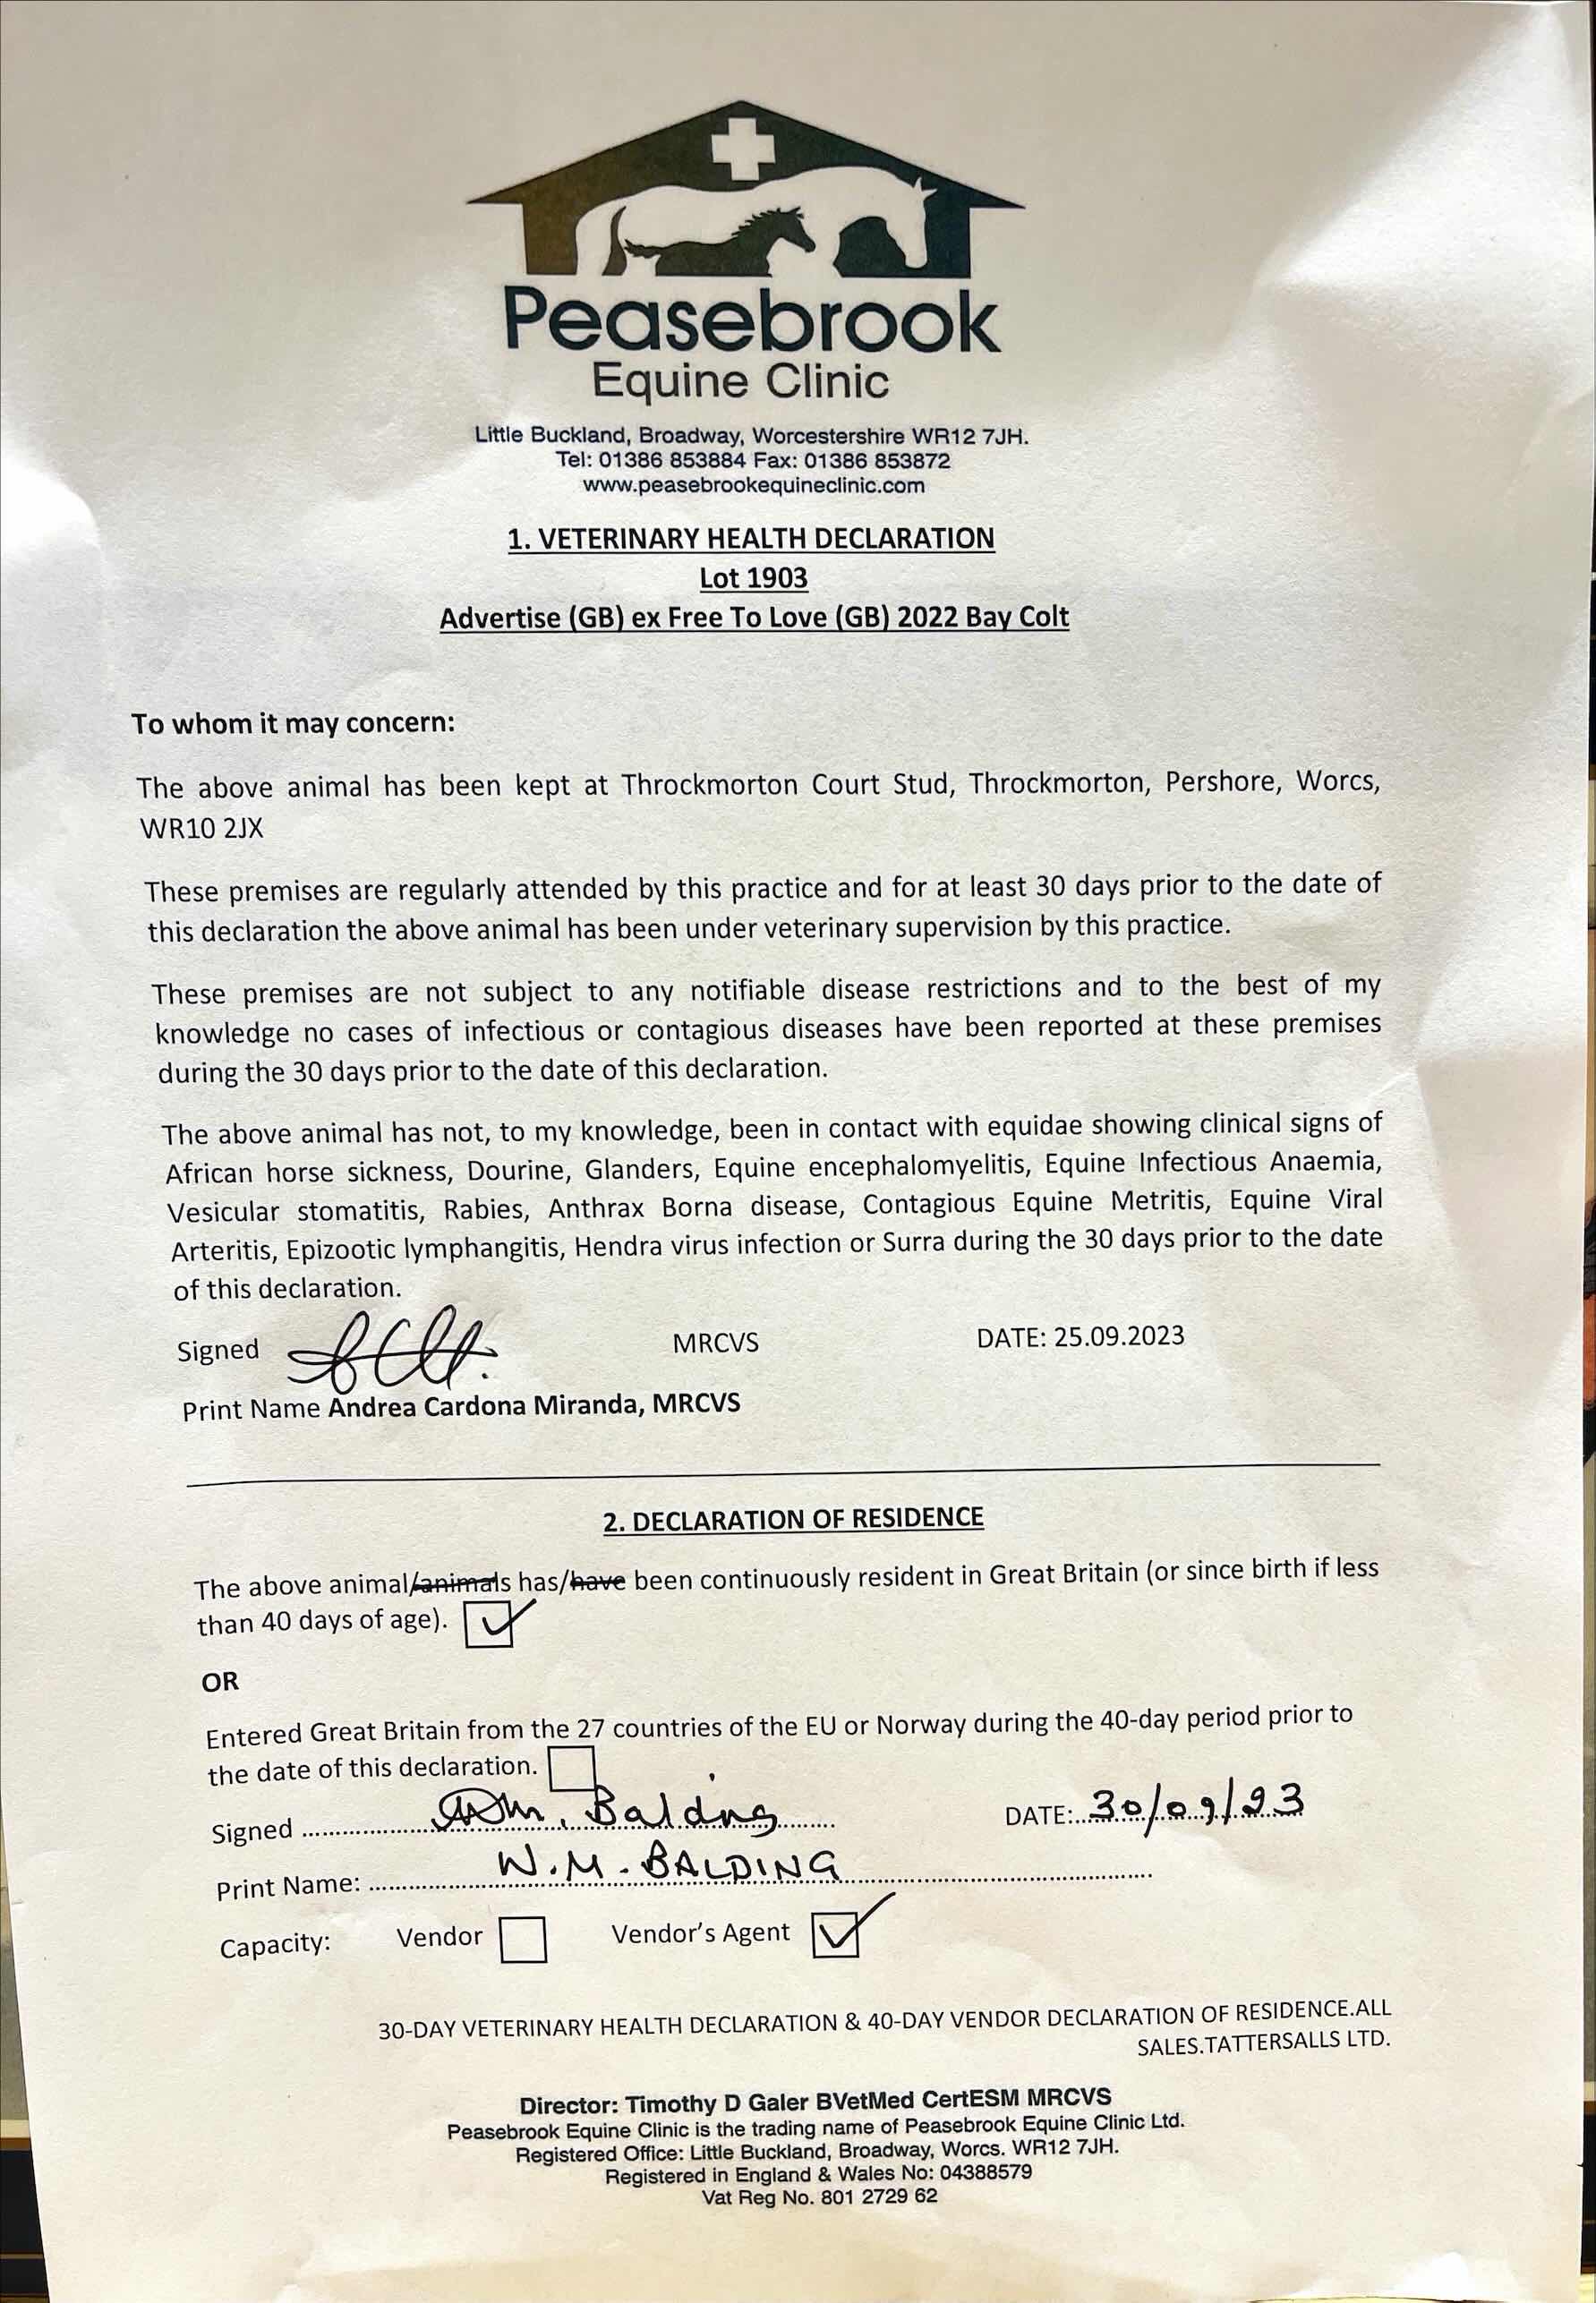 Peasebrook
Equine Clinic
Little Buckland, Broadway, Worcestershire WR12 7JH.
Tel: 01386 853884 Fax: 01386 853872
www.peasebrookequineclinic.com
1. VETERINARY HEALTH DECLARATION
Lot 1903
Advertise (GB) ex Free To Love (GB) 2022 Bay Colt
To whom it may concern:
The above animal has been kept at Throckmorton Court Stud, Throckmorton, Pershore, Worcs,
WR10 2JX
These premises are regularly attended by this practice and for at least 30 days prior to the date of
this declaration the above animal has been under veterinary supervision by this practice.
These premises are not subject to any notifiable disease restrictions and to the best of my
knowledge no cases of infectious or contagious diseases have been reported at these premises
during the 30 days prior to the date of this declaration.
The above animal has not, to my knowledge, been in contact with equidae showing clinical signs of
African horse sickness, Dourine, Glanders, Equine encephalomyelitis, Equine Infectious Anaemia,
Vesicular stomatitis, Rabies, Anthrax Borna disease, Contagious Equine Metritis, Equine Viral
Arteritis, Epizootic lymphangitis, Hendra virus infection or Surra during the 30 days prior to the date
of this declaration.
Signed MRCVS DATE: 25.09.2023
Print Name Andrea Cardona Miranda, MRCVS
2. DECLARATION OF RESIDENCE
The above animal/animals has/have been continuously resident in Great Britain (or since birth if less
than 40 days of age).
OR
Entered Great Britain from the 27 countries of the EU or Norway during the 40-day period prior to
the date of this declaration.
Signed Balding DATE: 30/09/23
Print Name: W.M. BALDING
Capacity: Vendor Vendor's Agent
30-DAY VETERINARY HEALTH DECLARATION & 40-DAY VENDOR DECLARATION OF RESIDENCE.ALL
SALES.TATTERSALLS LTD.
Director: Timothy D Galer BVetMed CertESM MRCVS
Peasebrook Equine Clinic is the trading name of Peasebrook Equine Clinic Ltd.
Registered Office: Little Buckland, Broadway, Worcs. WR12 7JH.
Registered in England & Wales No: 04388579
Vat Reg No. 801 2729 62